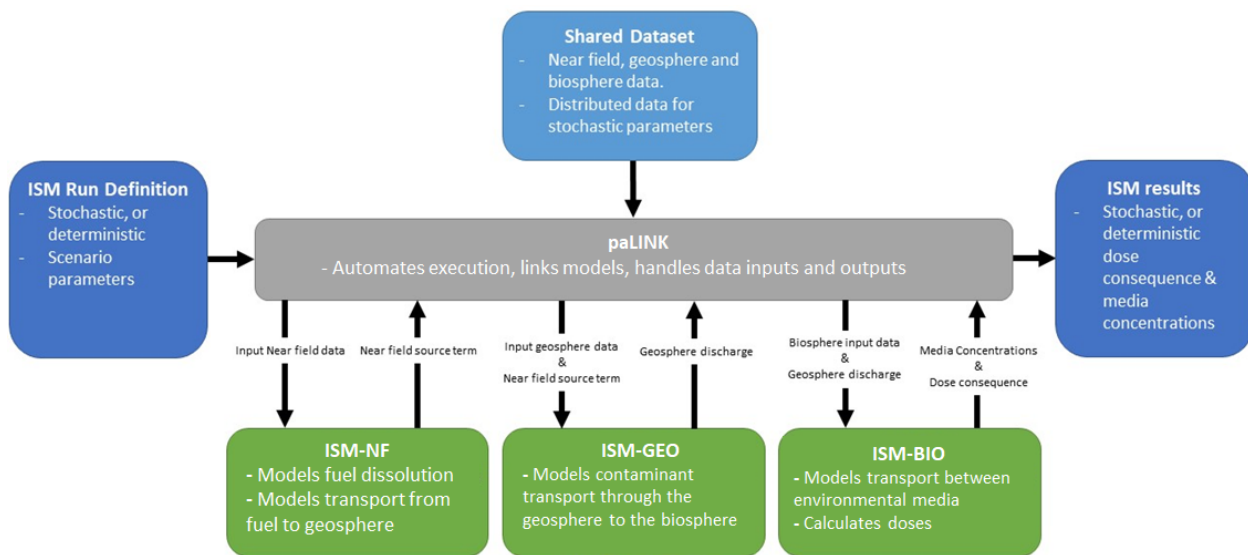 Shared Dataset
- Near field, geosphere and
biosphere data.
- Distributed data for
stochastic parameters
ISM Run Definition
- Stochastic, or
deterministic
- Scenario
parameters
ISM results
- Stochastic, or
deterministic
dose
consequence &
media
concentrations
paLINK
- Automates execution, links models, handles data inputs and outputs
Input Near field data
Near field source term
Input geosphere data
&
Near field source term
Geosphere discharge
Biosphere input data
&
Geosphere discharge
Media Concentrations
&
Dose consequence
ISM-NF
- Models fuel dissolution
- Models transport from
fuel to geosphere
ISM-GEO
- Models contaminant
transport through the
geosphere to the biosphere
ISM-BIO
- Models transport between
environmental media
- Calculates doses